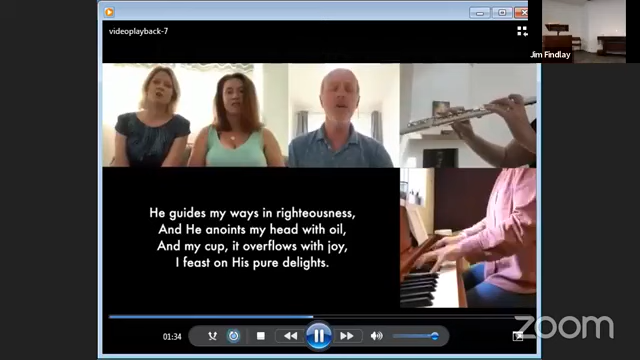 videoplayback-7
Jim Findlay
He guides my ways in righteousness,
And He anoints my head with oil,
And my cup, it overflows with joy,
I feast on His pure delights.
01:34
zoom